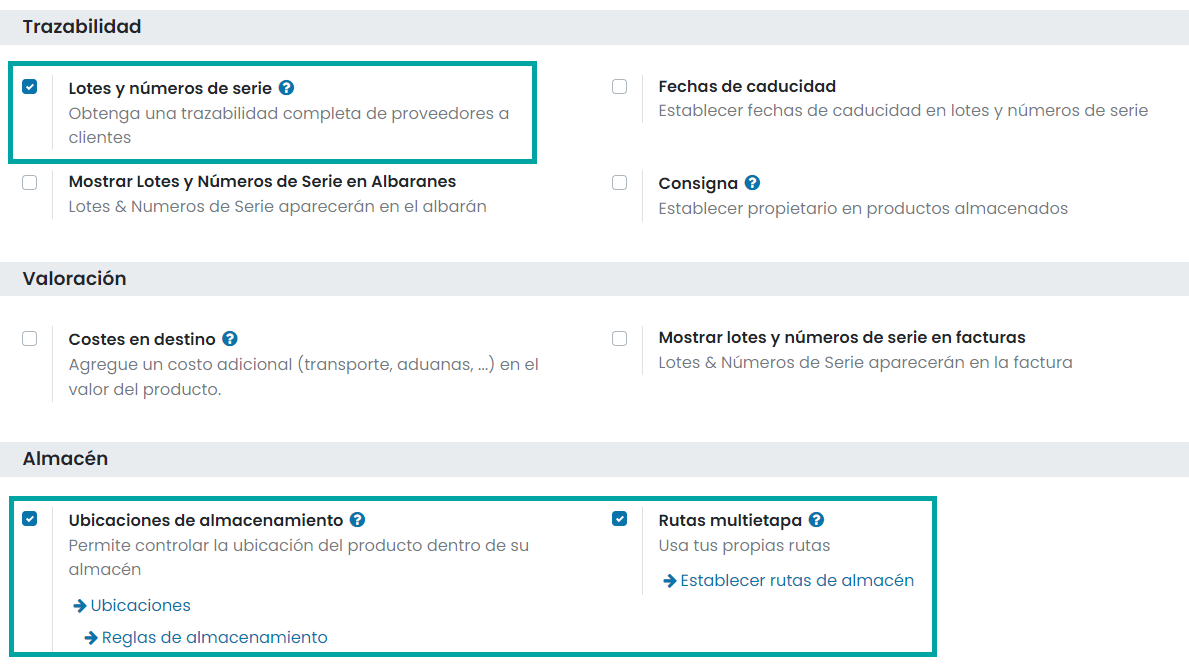 Trazabilidad
Lotes y números de serie ?
Obtenga una trazabilidad completa de proveedores a
clientes
Fechas de caducidad
Establecer fechas de caducidad en lotes y números de serie
Mostrar Lotes y Números de Serie en Albaranes
Lotes & Numeros de Serie aparecerán en el albarán
Consigna ?
Establecer propietario en productos almacenados
Valoración
Costes en destino ?
Agregue un costo adicional (transporte, aduanas, ...) en el
valor del producto.
Mostrar lotes y números de serie en facturas
Lotes & Números de Serie aparecerán en la factura
Almacén
Ubicaciones de almacenamiento ?
Permite controlar la ubicación del producto dentro de su
almacén
→ Ubicaciones
→ Reglas de almacenamiento
Rutas multietapa ?
Usa tus propias rutas
→ Establecer rutas de almacén